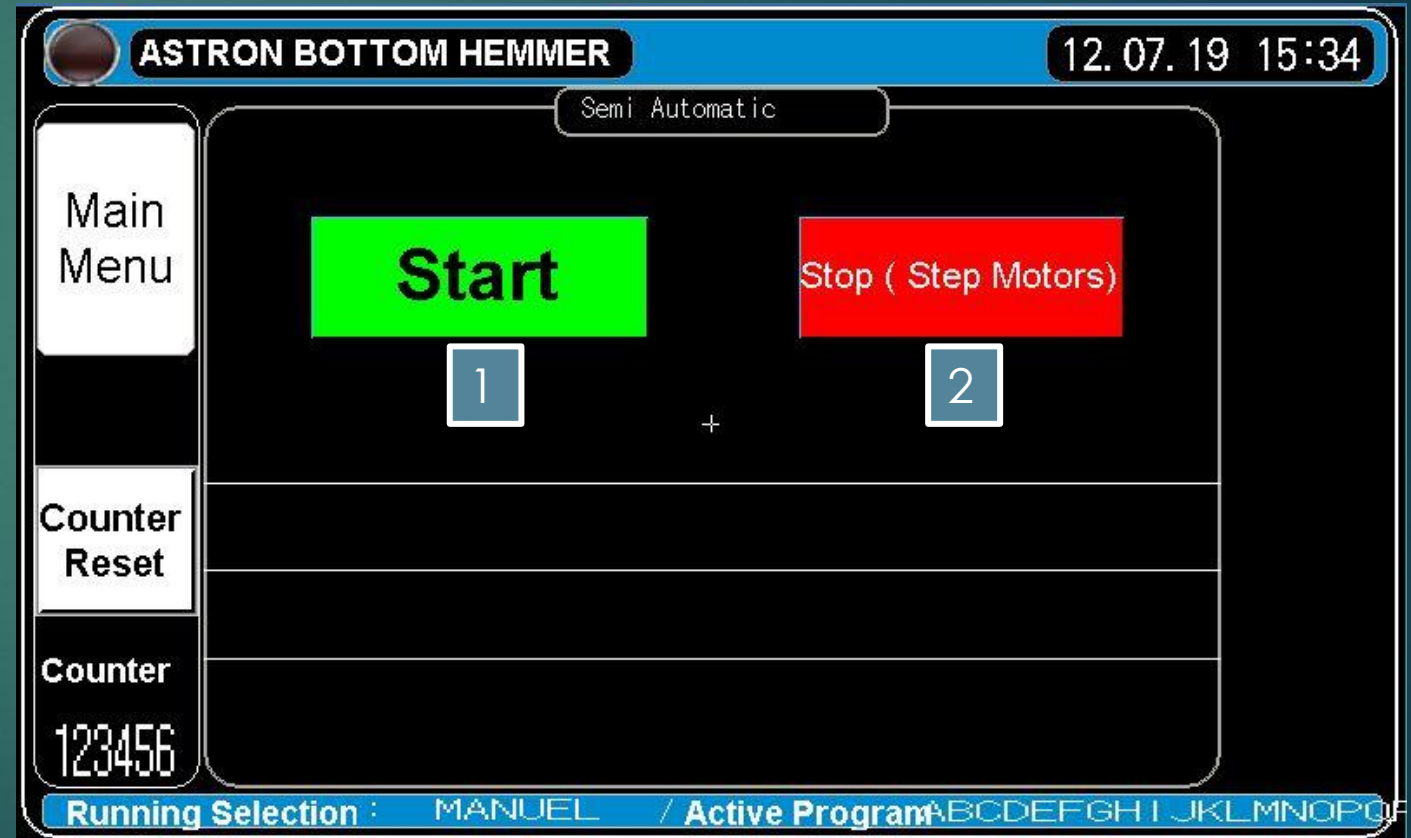 ASTRON BOTTOM HEMMER
12. 07. 19 15:34
Semi Automatic
Main
Menu
Start
Stop ( Step Motors)
1
2
Counter
Reset
Counter
123456
Running Selection : MANUEL / Active Program ABCDEFGHIJKLMNOPQR